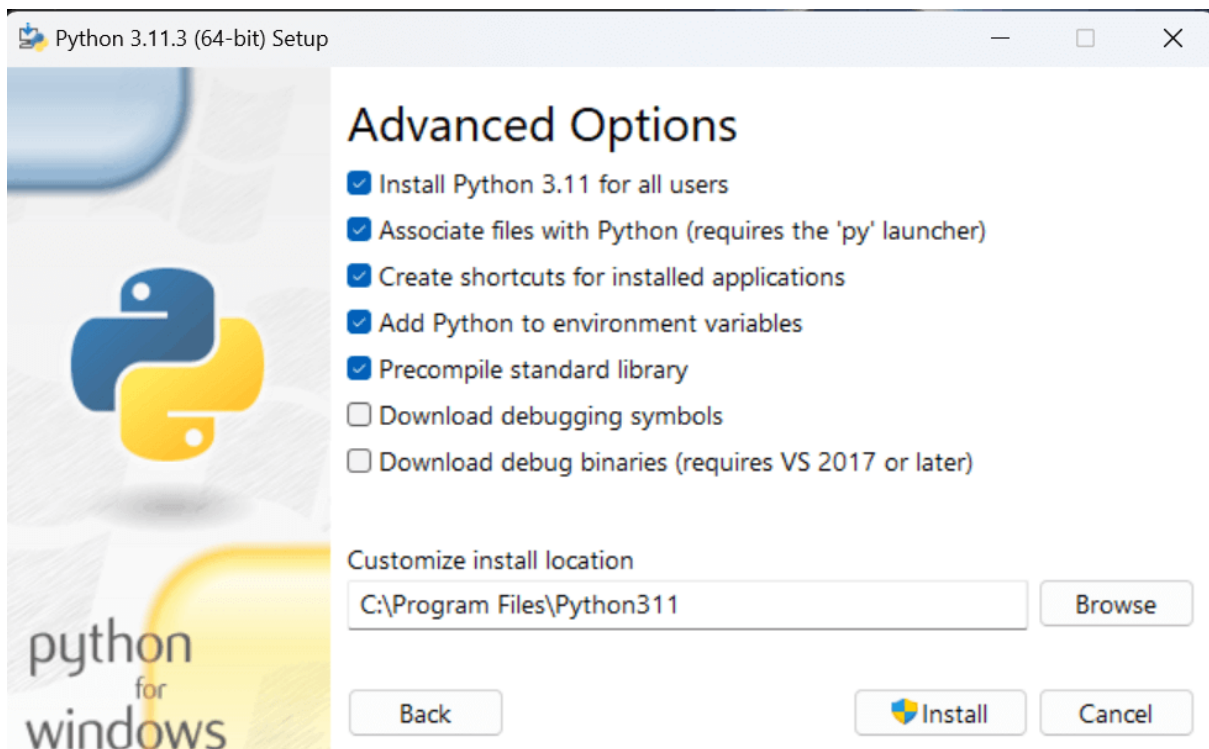 Python 3.11.3 (64-bit) Setup
Advanced Options
Install Python 3.11 for all users
Associate files with Python (requires the 'py' launcher)
Create shortcuts for installed applications
Add Python to environment variables
Precompile standard library
Download debugging symbols
Download debug binaries (requires VS 2017 or later)
Customize install location
C:\Program Files\Python311
Browse
python
for
windows
Back
Install
Cancel